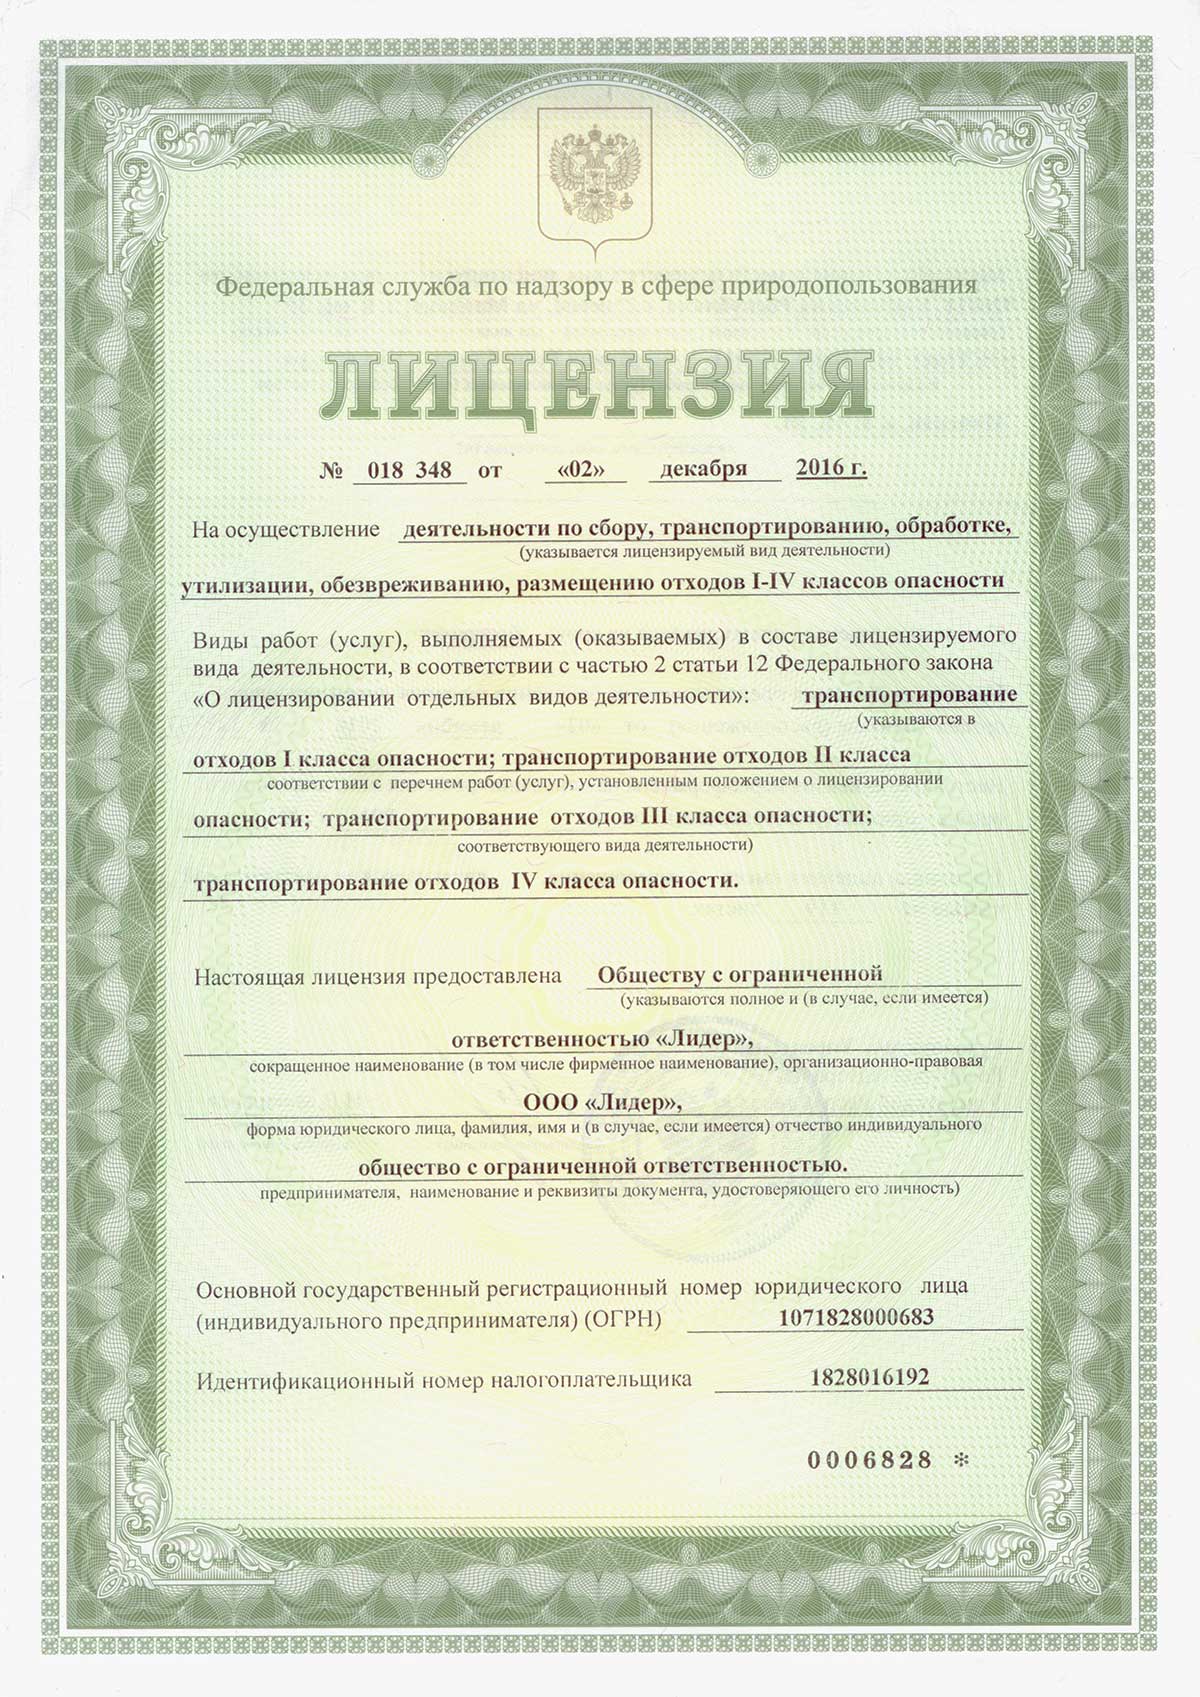 Федеральная служба по надзору в сфере природопользования
ЛИЦЕНЗИЯ
№ 018 348 от «02» декабря 2016 г.
На осуществление деятельности по сбору, транспортированию, обработке,
(указывается лицензируемый вид деятельности)
утилизации, обезвреживанию, размещению отходов I-IV классов опасности
Виды работ (услуг), выполняемых (оказываемых) в составе лицензируемого
вида деятельности, в соответствии с частью 2 статьи 12 Федерального закона
«О лицензировании отдельных видов деятельности»: транспортирование
(указываются в
отходов I класса опасности; транспортирование отходов II класса
соответствии с перечнем работ (услуг), установленным положением о лицензировании
опасности; транспортирование отходов III класса опасности;
соответствующего вида деятельности)
транспортирование отходов IV класса опасности.
Настоящая лицензия предоставлена Обществу с ограниченной
(указываются полное и (в случае, если имеется)
ответственностью «Лидер»,
сокращенное наименование (в том числе фирменное наименование), организационно-правовая
ООО «Лидер»,
форма юридического лица, фамилия, имя и (в случае, если имеется) отчество индивидуального
общество с ограниченной ответственностью.
предпринимателя, наименование и реквизиты документа, удостоверяющего его личность)
Основной государственный регистрационный номер юридического лица
(индивидуального предпринимателя) (ОГРН) 1071828000683
Идентификационный номер налогоплательщика 1828016192
0006828 *